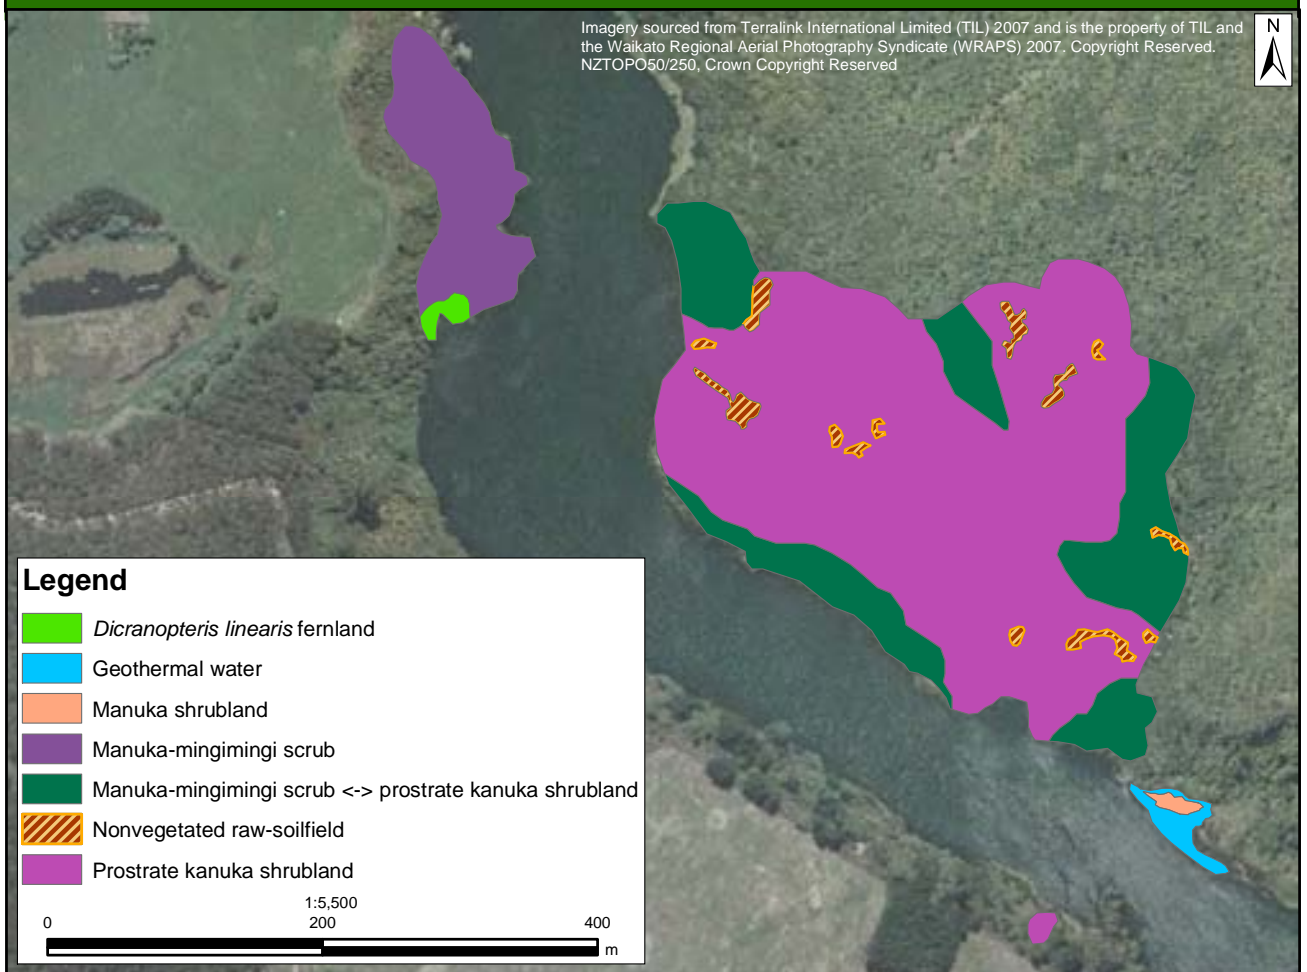 Imagery sourced from Terralink International Limited (TIL) 2007 and is the property of TIL and
the Waikato Regional Aerial Photography Syndicate (WRAPS) 2007. Copyright Reserved.
NZTOPO50/250, Crown Copyright Reserved
N
Legend
Dicranopteris linearis fernland
Geothermal water
Manuka shrubland
Manuka-mingimingi scrub
Manuka-mingimingi scrub <-> prostrate kanuka shrubland
Nonvegetated raw-soilfield
Prostrate kanuka shrubland
1:5,500
0 200 400
m